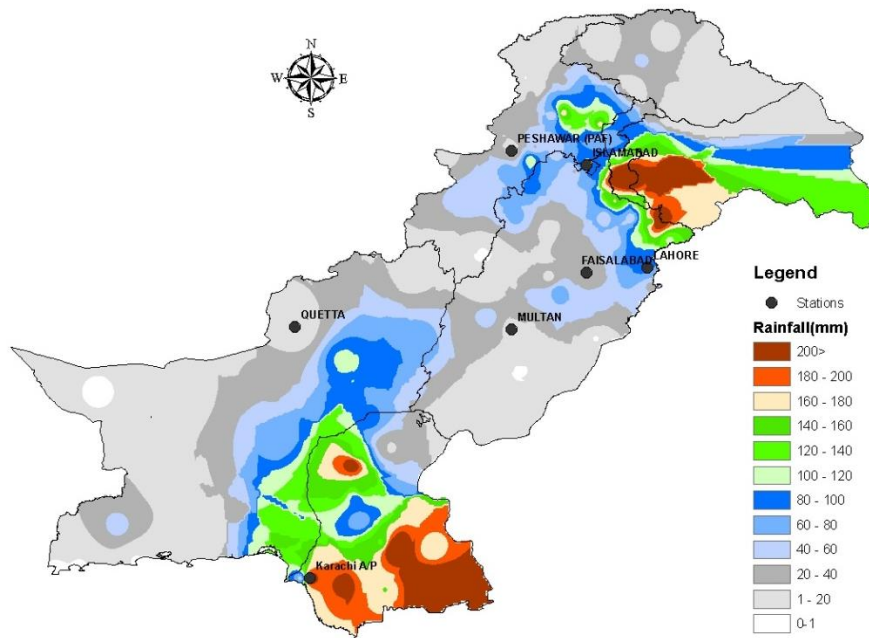 N
W E
S
PESHAWAR (PAF)
ISLAMABAD
FAISALABAD
LAHORE
QUETTA
MULTAN
Karachi A/P
Legend
Stations
Rainfall(mm)
200>
180 - 200
160 - 180
140 - 160
120 - 140
100 - 120
80 - 100
60 - 80
40 - 60
20 - 40
1 - 20
0-1